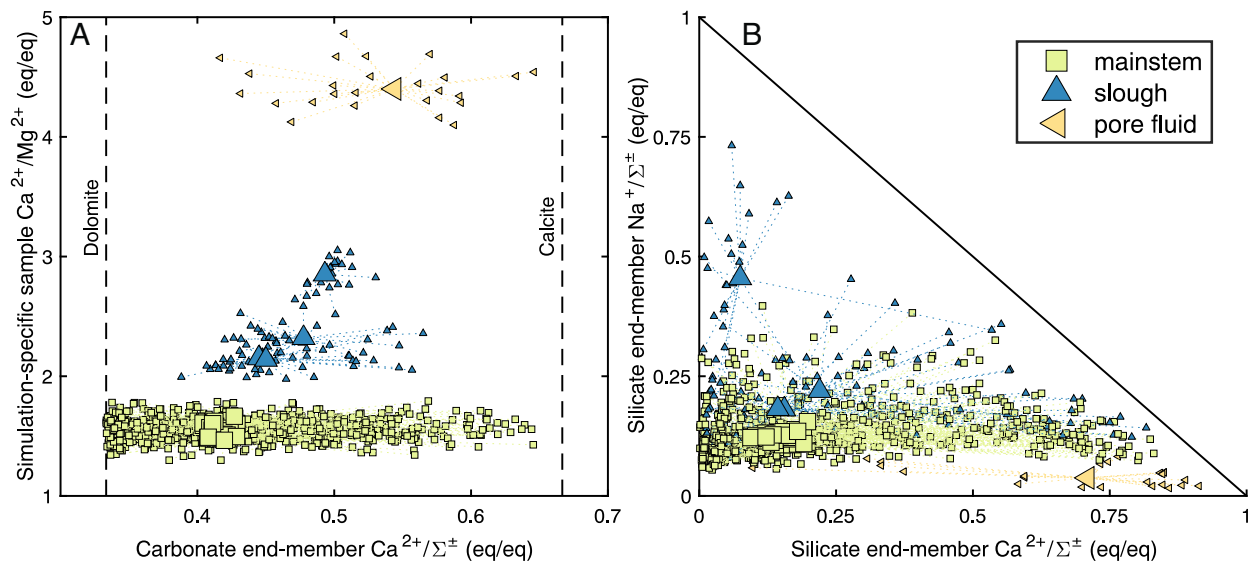 A
Simulation-specific sample Ca²⁺/Mg²⁺ (eq/eq)
5
4
3
2
1
Dolomite
Calcite
0.4
0.5
0.6
0.7
Carbonate end-member Ca²⁺/Σ± (eq/eq)
B
Silicate end-member Na⁺/Σ± (eq/eq)
1
0.75
0.5
0.25
0
0
0.25
0.5
0.75
1
Silicate end-member Ca²⁺/Σ± (eq/eq)
mainstem
slough
pore fluid